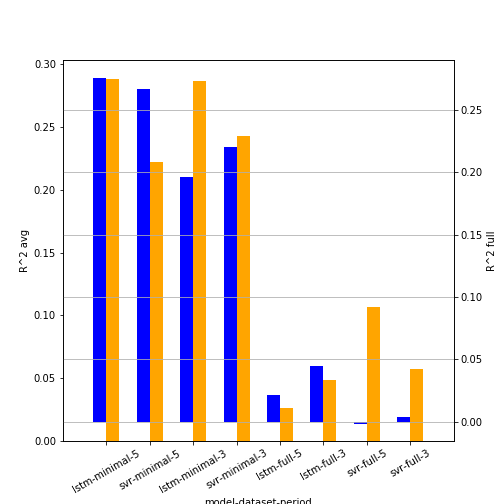 0.30
0.25
0.20
0.15
0.10
0.05
0.00
R^2 avg
0.25
0.20
0.15
0.10
0.05
0.00
R^2 full
lstm-minimal-5
svr-minimal-5
lstm-minimal-3
svr-minimal-3
lstm-full-5
lstm-full-3
svr-full-5
svr-full-3
model-dataset-period